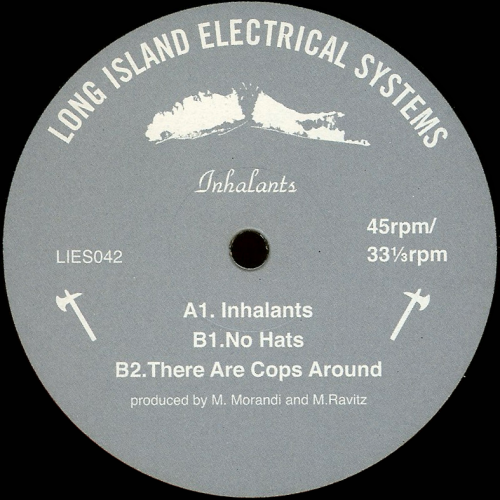 LONG ISLAND ELECTRICAL SYSTEMS
Inhalants
45rpm/
33⅓rpm
LIES042
A1. Inhalants
B1.No Hats
B2.There Are Cops Around
produced by M. Morandi and M.Ravitz